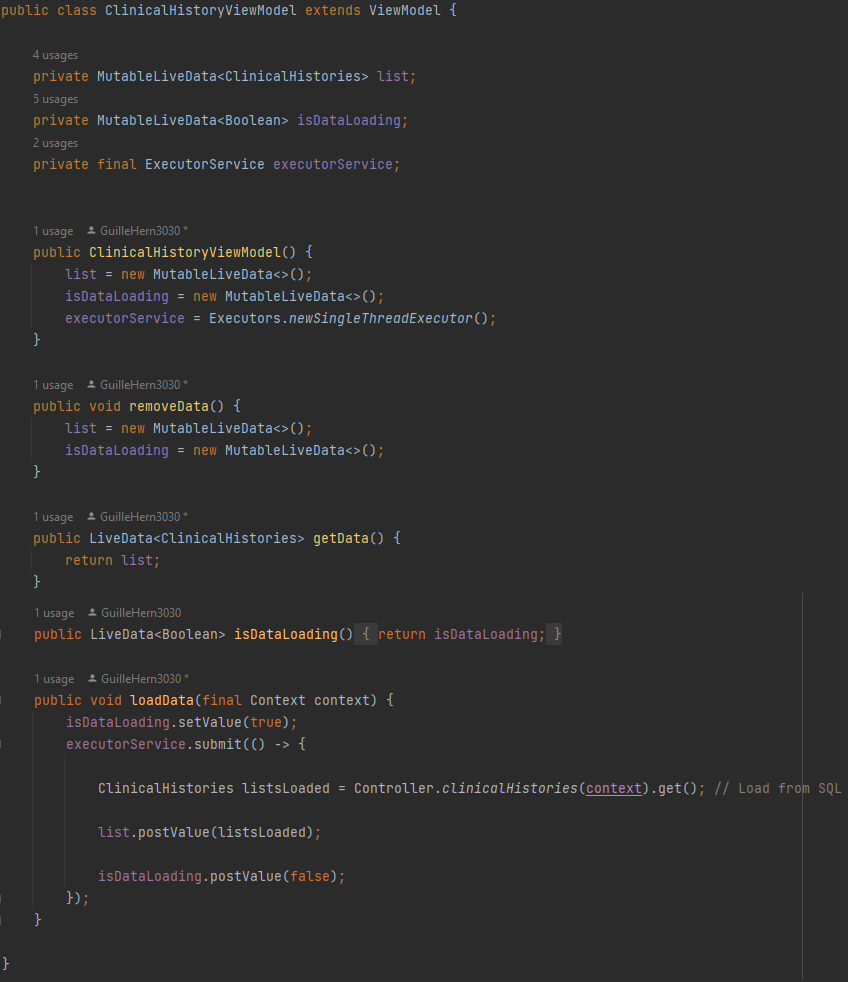 public class ClinicalHistoryViewModel extends ViewModel {
4 usages
private MutableLiveData<ClinicalHistories> list;
5 usages
private MutableLiveData<Boolean> isDataLoading;
2 usages
private final ExecutorService executorService;
1 usage GuilleHern3030 *
public ClinicalHistoryViewModel() {
list = new MutableLiveData<>();
isDataLoading = new MutableLiveData<>();
executorService = Executors.newSingleThreadExecutor();
}
1 usage GuilleHern3030 *
public void removeData() {
list = new MutableLiveData<>();
isDataLoading = new MutableLiveData<>();
}
1 usage GuilleHern3030 *
public LiveData<ClinicalHistories> getData() {
return list;
}
1 usage GuilleHern3030
public LiveData<Boolean> isDataLoading() { return isDataLoading; }
1 usage GuilleHern3030 *
public void loadData(final Context context) {
isDataLoading.setValue(true);
executorService.submit(() -> {
ClinicalHistories listsLoaded = Controller.clinicalHistories(context).get(); // Load from SQL
list.postValue(listsLoaded);
isDataLoading.postValue(false);
});
}
}